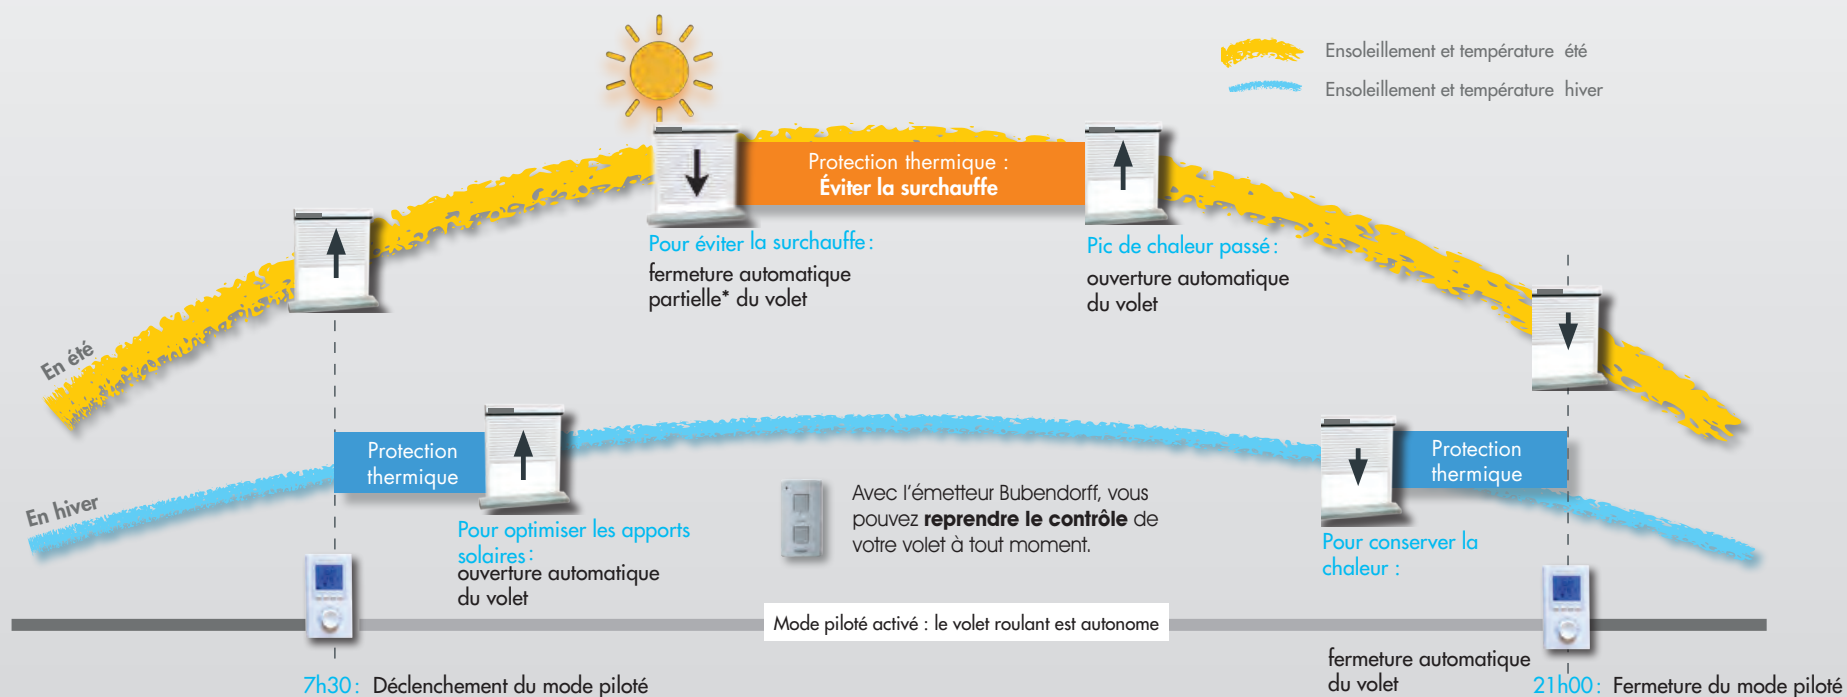 Ensoleillement et température été
Ensoleillement et température hiver
Protection thermique :
Éviter la surchauffe
Pour éviter la surchauffe :
fermeture automatique
partielle* du volet
Pic de chaleur passé :
ouverture automatique
du volet
En été
En hiver
Protection
thermique
Pour optimiser les apports
solaires :
ouverture automatique
du volet
Avec l'émetteur Bubendorff, vous
pouvez reprendre le contrôle de
votre volet à tout moment.
Protection
thermique
Pour conserver la
chaleur :
fermeture automatique
du volet
Mode piloté activé : le volet roulant est autonome
7h30 : Déclenchement du mode piloté
21h00 : Fermeture du mode piloté